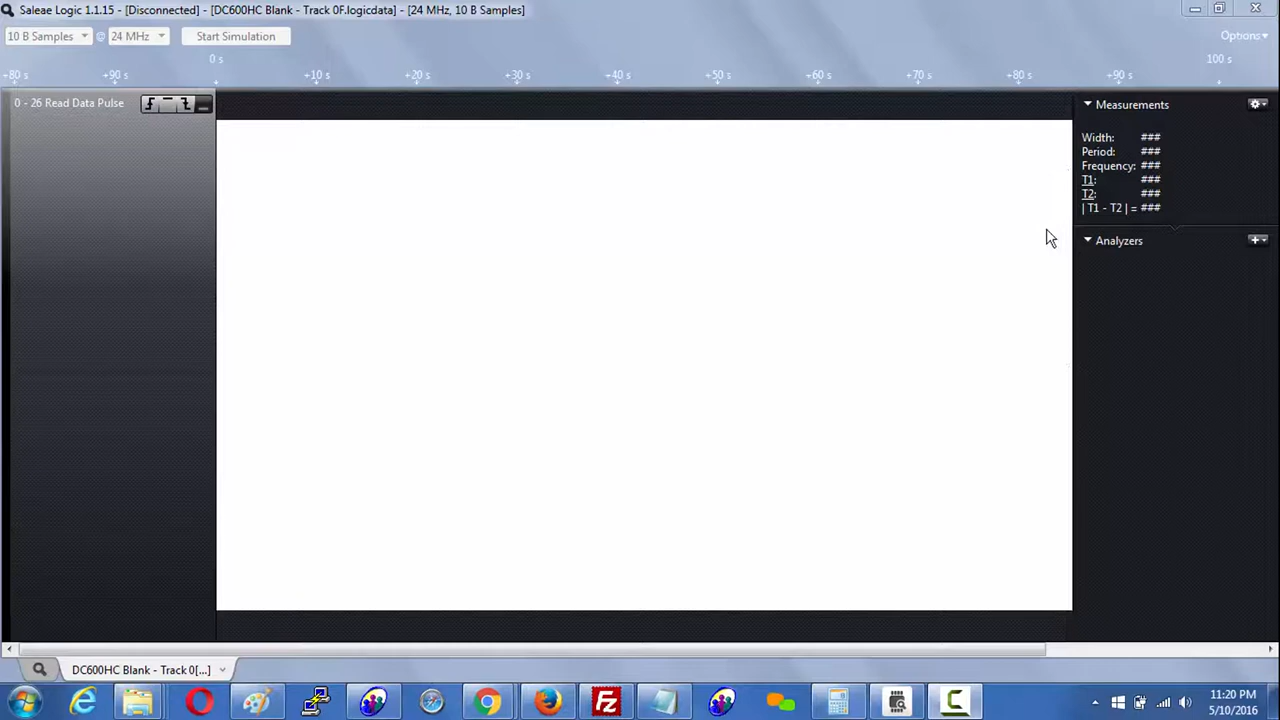 Saleae Logic 1.1.15 - [Disconnected] - [DC600HC Blank - Track 0F.logicdata] - [24 MHz, 10 B Samples]
10 B Samples @ 24 MHz Start Simulation Options
0 s 100 s
+80 s +90 s +10 s +20 s +30 s +40 s +50 s +60 s +70 s +80 s +90 s
0 - 26 Read Data Pulse
Measurements
Width: ###
Period: ###
Frequency: ###
T1: ###
T2: ###
| T1 - T2 | = ###
Analyzers
DC600HC Blank - Track 0[...]
11:20 PM
5/10/2016